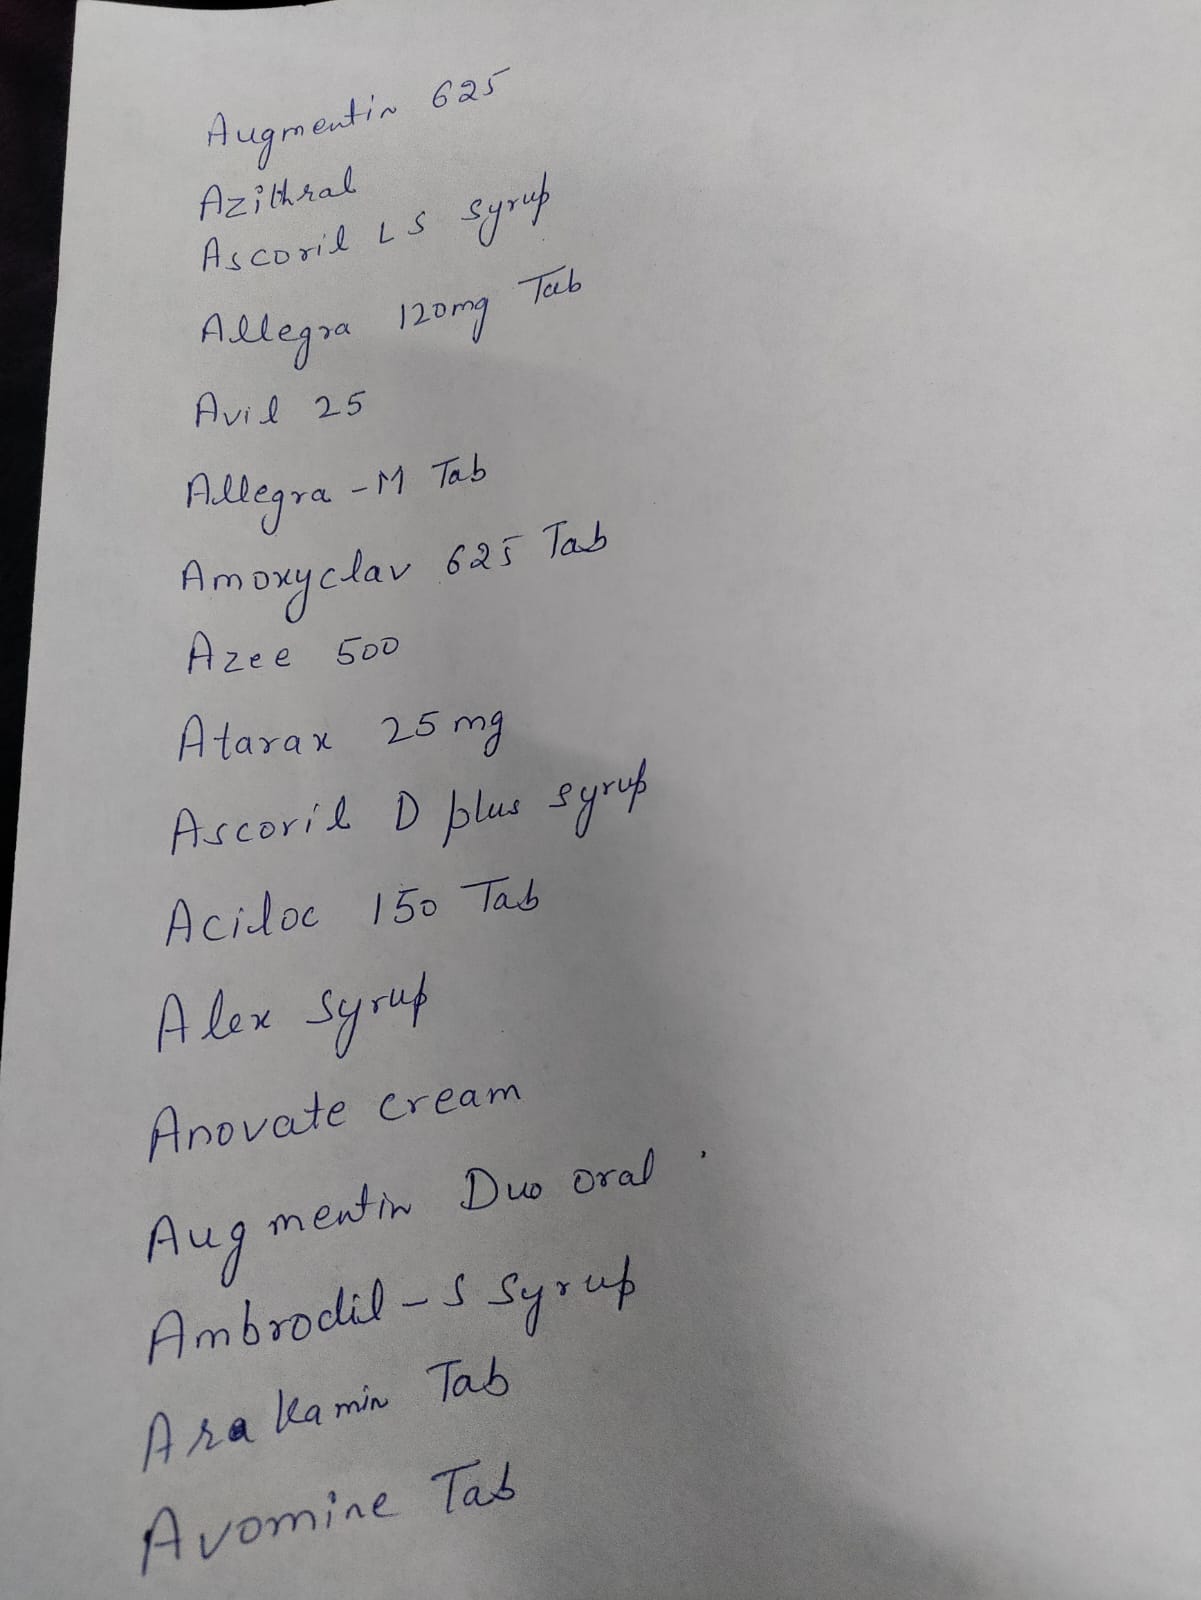 Augmentin 625
Azithral
Ascoril LS Syrup
Allegra 120mg Tab
Avil 25
Allegra-M Tab
Amoxyclav 625 Tab
Azee 500
Atarax 25mg
Ascoril D plus syrup
Aciloc 150 Tab
Alex syrup
Anovate cream
Augmentin Duo oral
Ambrodil-S Syrup
Arakamin Tab
Avomine Tab